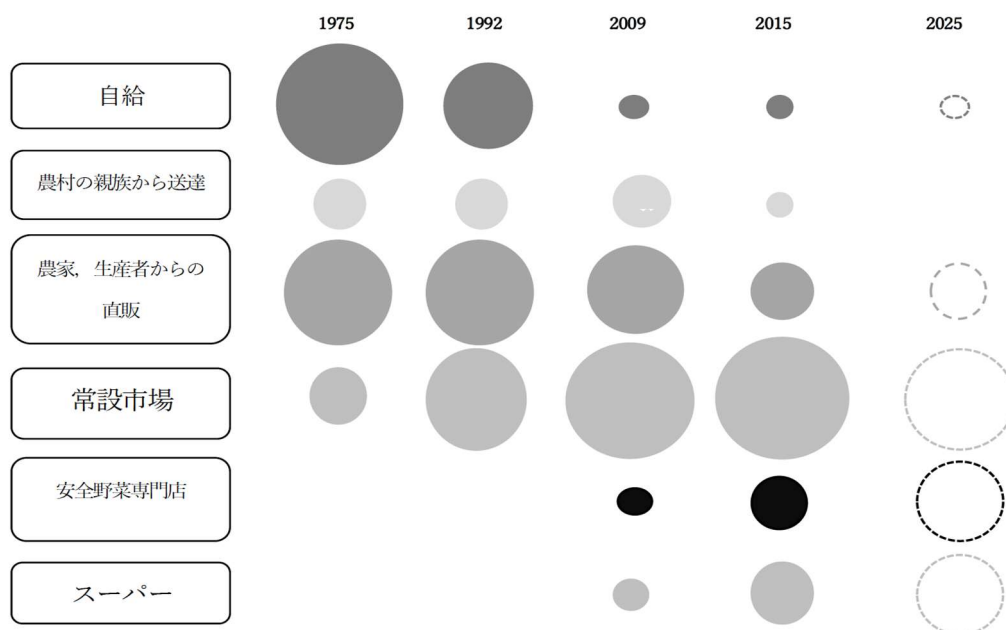 1975 1992 2009 2015 2025
自給
農村の親族から送達
農家，生産者からの
直販
常設市場
安全野菜専門店
スーパー